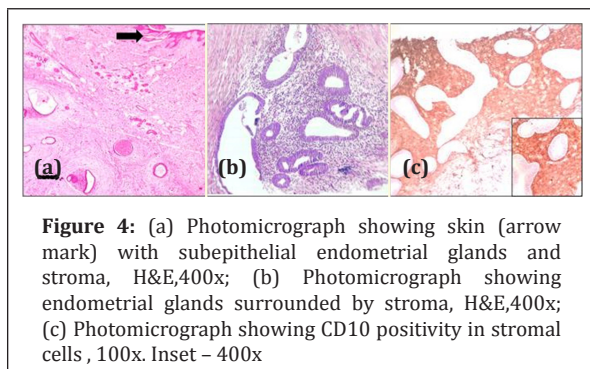 (a)
(b)
(c)
Figure 4: (a) Photomicrograph showing skin (arrow
mark) with subepithelial endometrial glands and
stroma, H&E,400x; (b) Photomicrograph showing
endometrial glands surrounded by stroma, H&E,400x;
(c) Photomicrograph showing CD10 positivity in stromal
cells , 100x. Inset – 400x